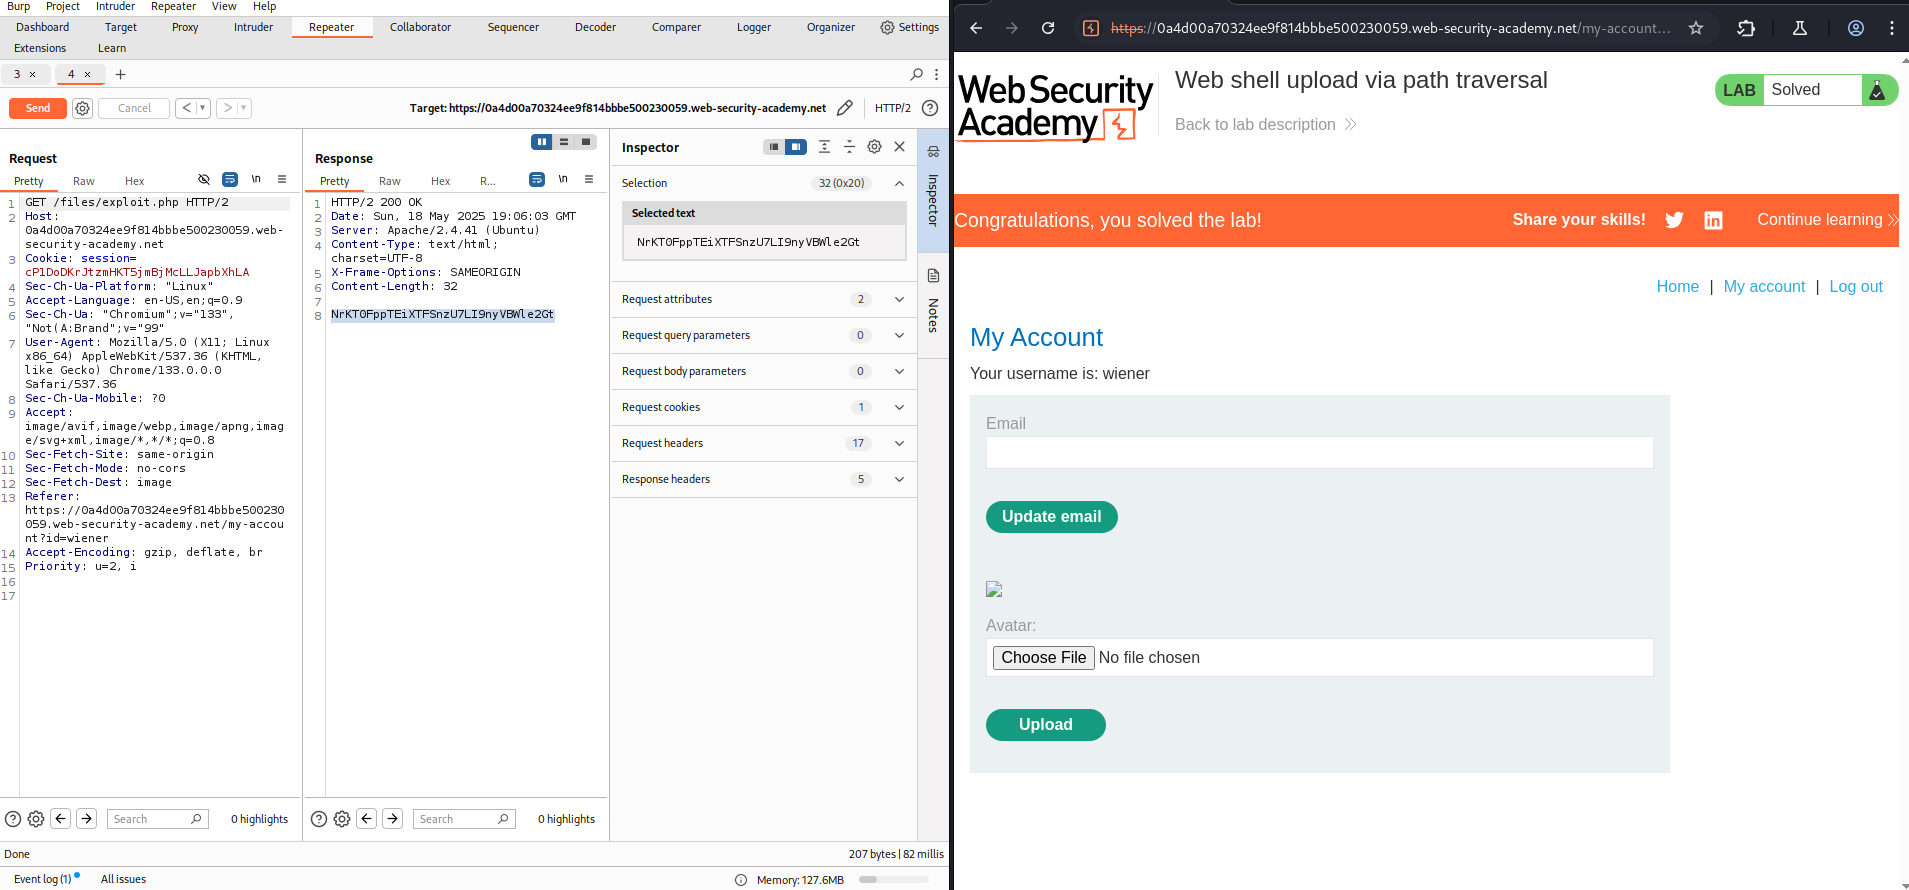 Burp Project Intruder Repeater View Help
Dashboard Target Proxy Intruder Repeater Collaborator Sequencer Decoder Comparer Logger Organizer Settings
Extensions Learn
3 × 4 × +
Send Cancel < > Target: https://0a4d00a70324ee9f814bbbe500230059.web-security-academy.net HTTP/2
Request
Pretty Raw Hex \n
1 GET /files/exploit.php HTTP/2
2 Host:
0a4d00a70324ee9f814bbbe500230059.web-
security-academy.net
3 Cookie: session=
cP1DoDKrJtzmHKT5jmBjMcLLJapbXhLA
4 Sec-Ch-Ua-Platform: "Linux"
5 Accept-Language: en-US,en;q=0.9
6 Sec-Ch-Ua: "Chromium";v="133",
"Not(A:Brand";v="99"
7 User-Agent: Mozilla/5.0 (X11; Linux
x86_64) AppleWebKit/537.36 (KHTML,
like Gecko) Chrome/133.0.0.0
Safari/537.36
8 Sec-Ch-Ua-Mobile: ?0
9 Accept:
image/avif,image/webp,image/apng,imag
e/svg+xml,image/*,*/*;q=0.8
10 Sec-Fetch-Site: same-origin
11 Sec-Fetch-Mode: no-cors
12 Sec-Fetch-Dest: image
13 Referer:
https://0a4d00a70324ee9f814bbbe500230
059.web-security-academy.net/my-accou
nt?id=wiener
14 Accept-Encoding: gzip, deflate, br
15 Priority: u=2, i
16
17
Search 0 highlights
Response
Pretty Raw Hex R... \n
1 HTTP/2 200 OK
2 Date: Sun, 18 May 2025 19:06:03 GMT
3 Server: Apache/2.4.41 (Ubuntu)
4 Content-Type: text/html;
charset=UTF-8
5 X-Frame-Options: SAMEORIGIN
6 Content-Length: 32
7
8 NrKT0FppTEiXTFSnzU7LI9nyVBWle2Gt
Search 0 highlights
Inspector
Selection 32 (0x20)
Selected text
NrKT0FppTEiXTFSnzU7LI9nyVBWle2Gt
Request attributes 2
Request query parameters 0
Request body parameters 0
Request cookies 1
Request headers 17
Response headers 5
Inspector
Notes
Done 207 bytes | 82 millis
Event log (1) All issues Memory: 127.6MB
https://0a4d00a70324ee9f814bbbe500230059.web-security-academy.net/my-account...
Web Security
Academy
Web shell upload via path traversal
Back to lab description
LAB Solved
Congratulations, you solved the lab! Share your skills! Continue learning
Home | My account | Log out
My Account
Your username is: wiener
Email
Update email
Avatar:
Choose File No file chosen
Upload